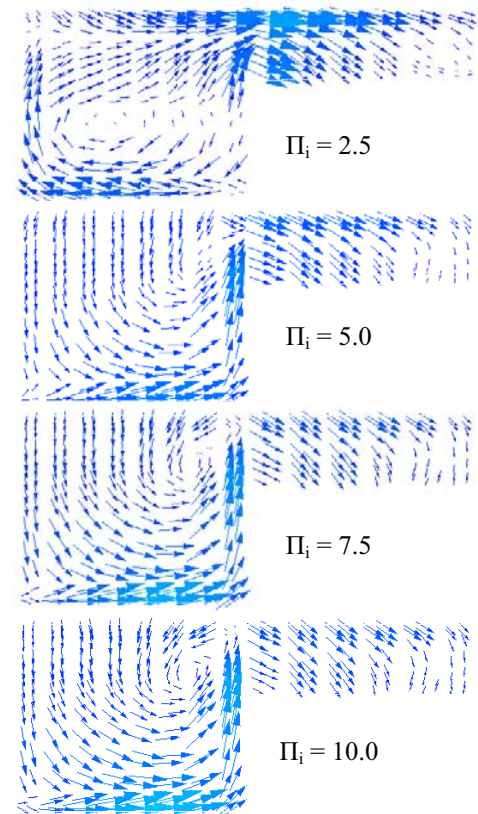 Πᵢ = 2.5
Πᵢ = 5.0
Πᵢ = 7.5
Πᵢ = 10.0